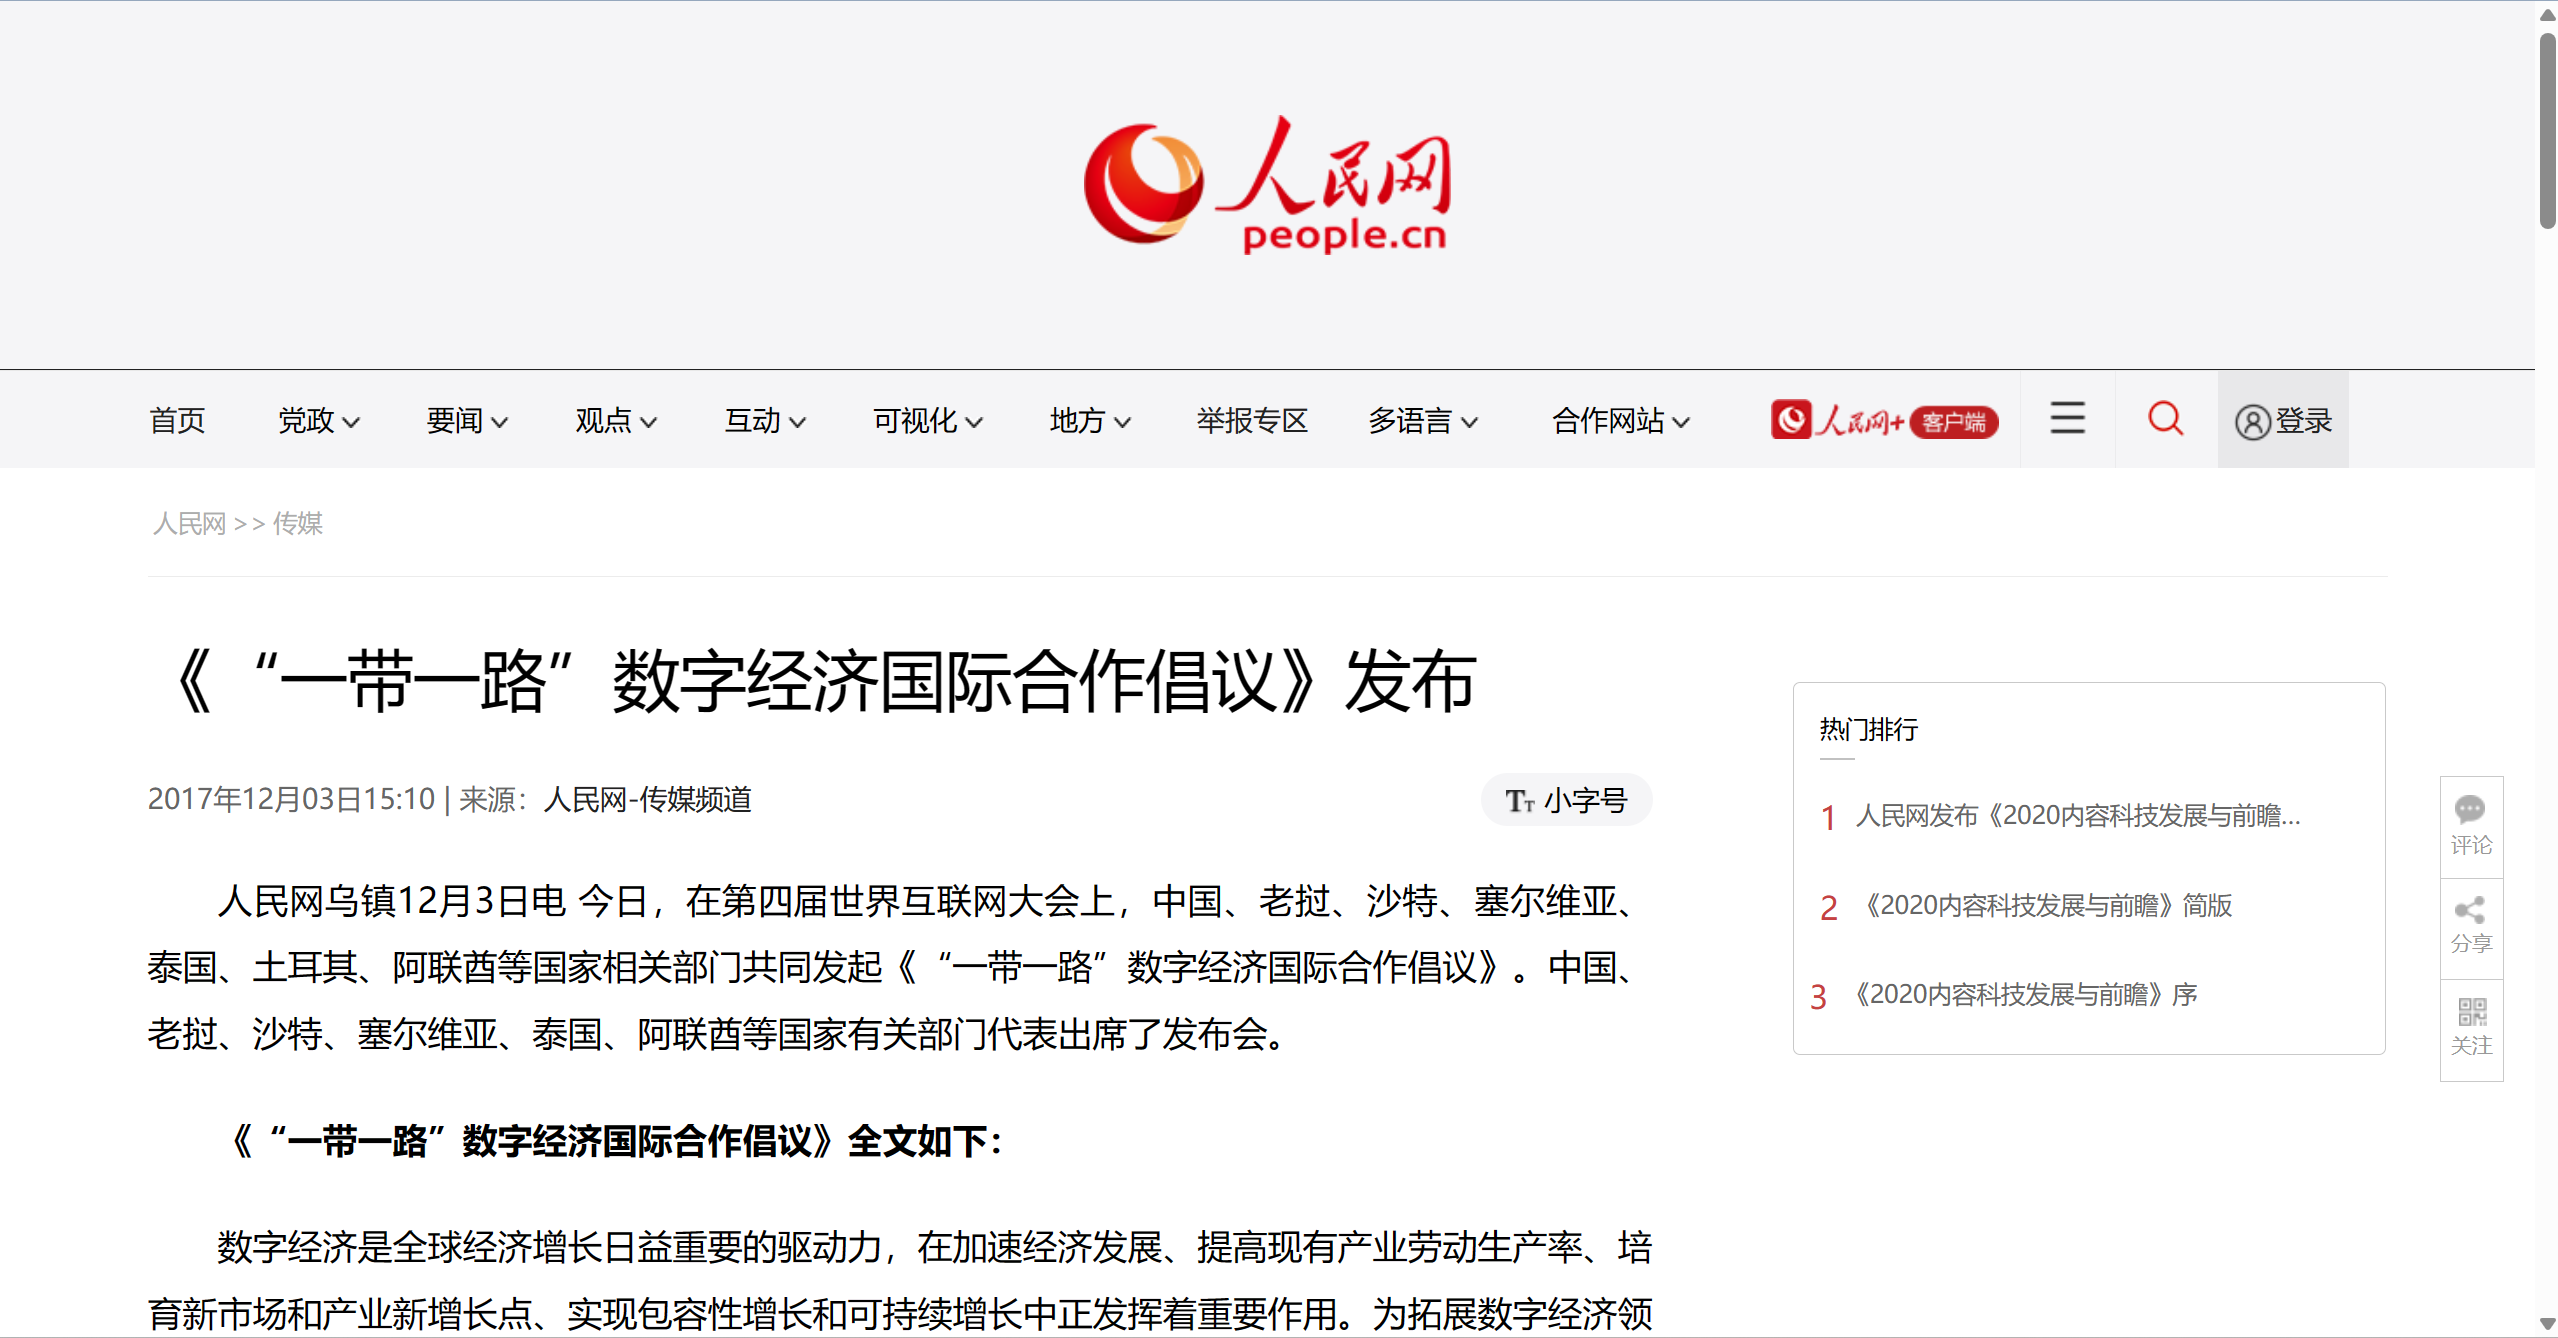 人民网
people.cn
首页 党政 要闻 观点 互动 可视化 地方 举报专区 多语言 合作网站 人民网+ 客户端 登录
人民网 >> 传媒
《“一带一路”数字经济国际合作倡议》发布
2017年12月03日15:10 | 来源：人民网-传媒频道
TT 小字号
人民网乌镇12月3日电 今日，在第四届世界互联网大会上，中国、老挝、沙特、塞尔维亚、
泰国、土耳其、阿联酋等国家相关部门共同发起《“一带一路”数字经济国际合作倡议》。中国、
老挝、沙特、塞尔维亚、泰国、阿联酋等国家有关部门代表出席了发布会。
《“一带一路”数字经济国际合作倡议》全文如下：
数字经济是全球经济增长日益重要的驱动力，在加速经济发展、提高现有产业劳动生产率、培
育新市场和产业新增长点、实现包容性增长和可持续增长中正发挥着重要作用。为拓展数字经济领
热门排行
1 人民网发布《2020内容科技发展与前瞻...
2 《2020内容科技发展与前瞻》简版
3 《2020内容科技发展与前瞻》序
评论
分享
关注